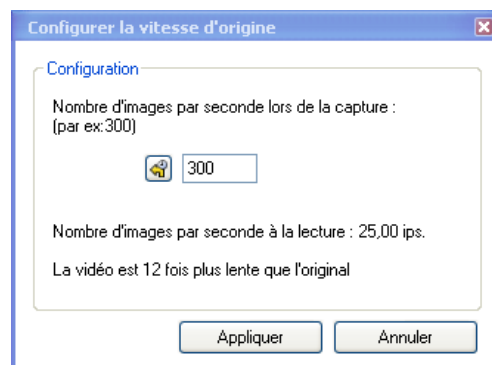 Configurer la vitesse d'origine
Configuration
Nombre d'images par seconde lors de la capture :
(par ex:300)
300
Nombre d'images par seconde à la lecture : 25,00 ips.
La vidéo est 12 fois plus lente que l'original
Appliquer Annuler